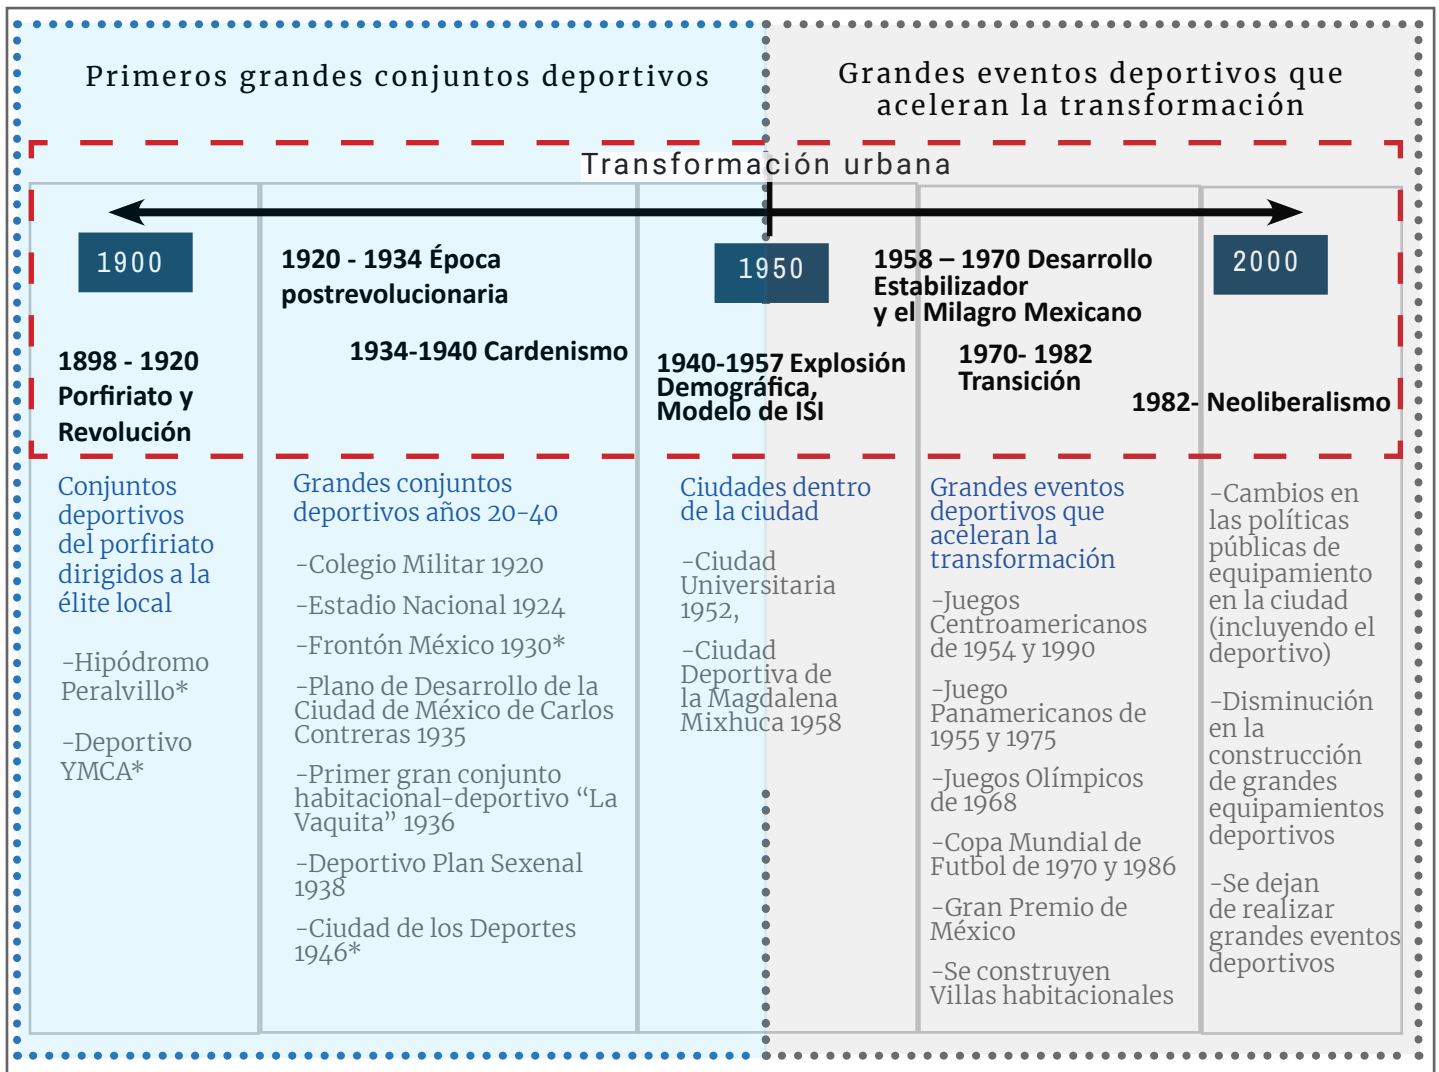 Primeros grandes conjuntos deportivos
Grandes eventos deportivos que
aceleran la transformación
Transformación urbana
1900
1898 - 1920
Porfiriato y
Revolución
1920 - 1934 Época
postrevolucionaria
1934-1940 Cardenismo
1950
1940-1957 Explosión
Demográfica,
Modelo de ISI
1958 – 1970 Desarrollo
Estabilizador
y el Milagro Mexicano
1970- 1982
Transición
2000
1982- Neoliberalismo
Conjuntos
deportivos
del porfiriato
dirigidos a la
élite local
-Hipódromo
Peralvillo*
-Deportivo
YMCA*
Grandes conjuntos
deportivos años 20-40
-Colegio Militar 1920
-Estadio Nacional 1924
-Frontón México 1930*
-Plano de Desarrollo de la
Ciudad de México de Carlos
Contreras 1935
-Primer gran conjunto
habitacional-deportivo “La
Vaquita” 1936
-Deportivo Plan Sexenal
1938
-Ciudad de los Deportes
1946*
Ciudades dentro
de la ciudad
-Ciudad
Universitaria
1952,
-Ciudad
Deportiva de
la Magdalena
Mixhuca 1958
Grandes eventos
deportivos que
aceleran la
transformación
-Juegos
Centroamericanos
de 1954 y 1990
-Juego
Panamericanos de
1955 y 1975
-Juegos Olímpicos
de 1968
-Copa Mundial de
Futbol de 1970 y 1986
-Gran Premio de
México
-Se construyen
Villas habitacionales
-Cambios en
las políticas
públicas de
equipamiento
en la ciudad
(incluyendo el
deportivo)
-Disminución
en la
construcción
de grandes
equipamientos
deportivos
-Se dejan
de realizar
grandes eventos
deportivos